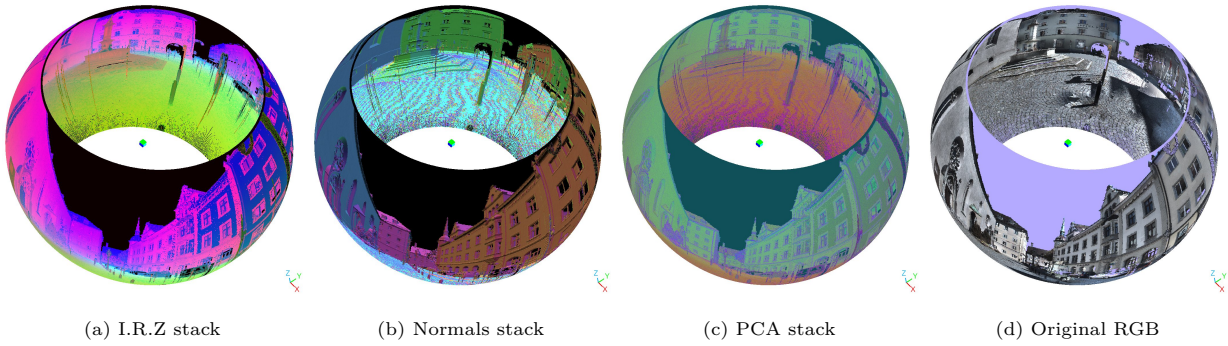 Z Y X Z Y X Z Y X Z Y X
(a) I.R.Z stack (b) Normals stack (c) PCA stack (d) Original RGB